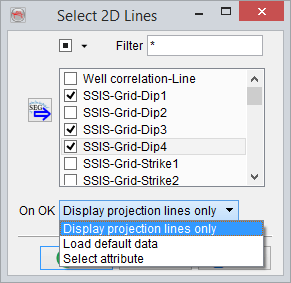 Select 2D Lines
Filter *
Well correlation-Line
SSIS-Grid-Dip1
SSIS-Grid-Dip2
SSIS-Grid-Dip3
SSIS-Grid-Dip4
SSIS-Grid-Strike1
SSIS-Grid-Strike2
SEG
On OK Display projection lines only
Display projection lines only
Load default data
Select attribute